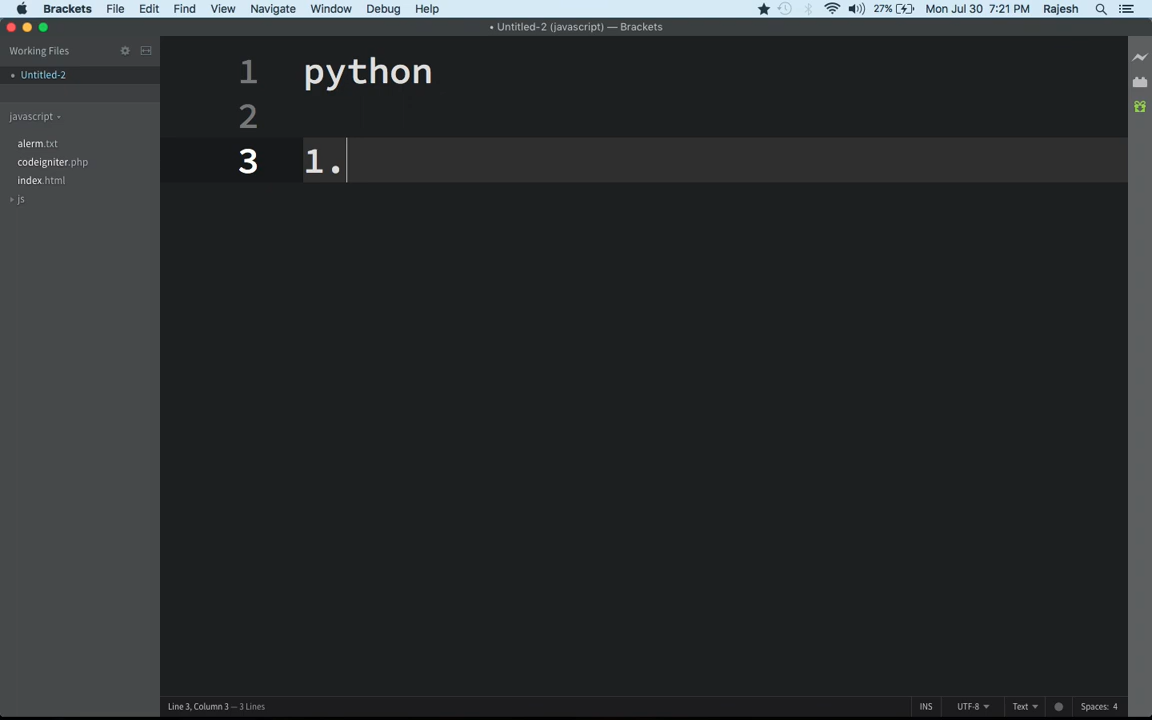 Brackets File Edit Find View Navigate Window Debug Help 27% Mon Jul 30 7:21 PM Rajesh
• Untitled-2 (javascript) — Brackets
Working Files
• Untitled-2
javascript
alerm.txt
codeigniter.php
index.html
js
1 python
2
3 1.
Line 3, Column 3 — 3 Lines INS UTF-8 Text Spaces: 4